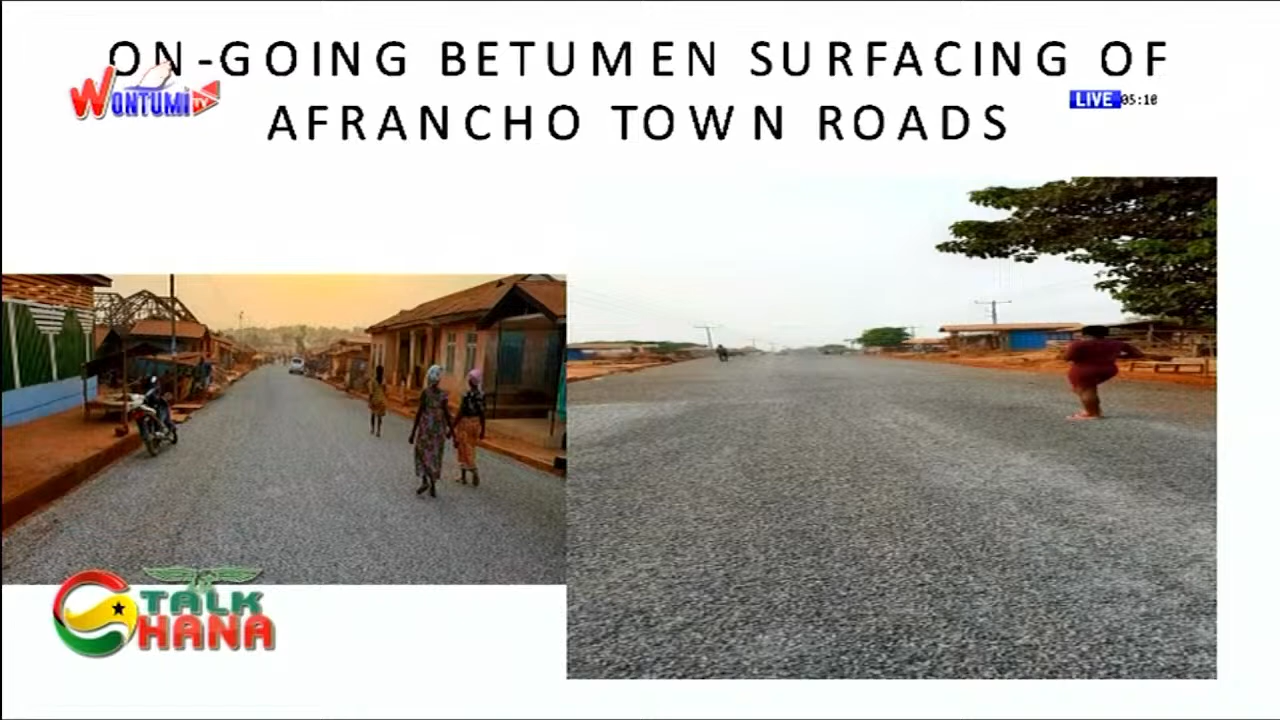 ON-GOING BETUMEN SURFACING OF
AFRANCHO TOWN ROADS
WONTUMI TV
LIVE 05:10
TALK
GHANA